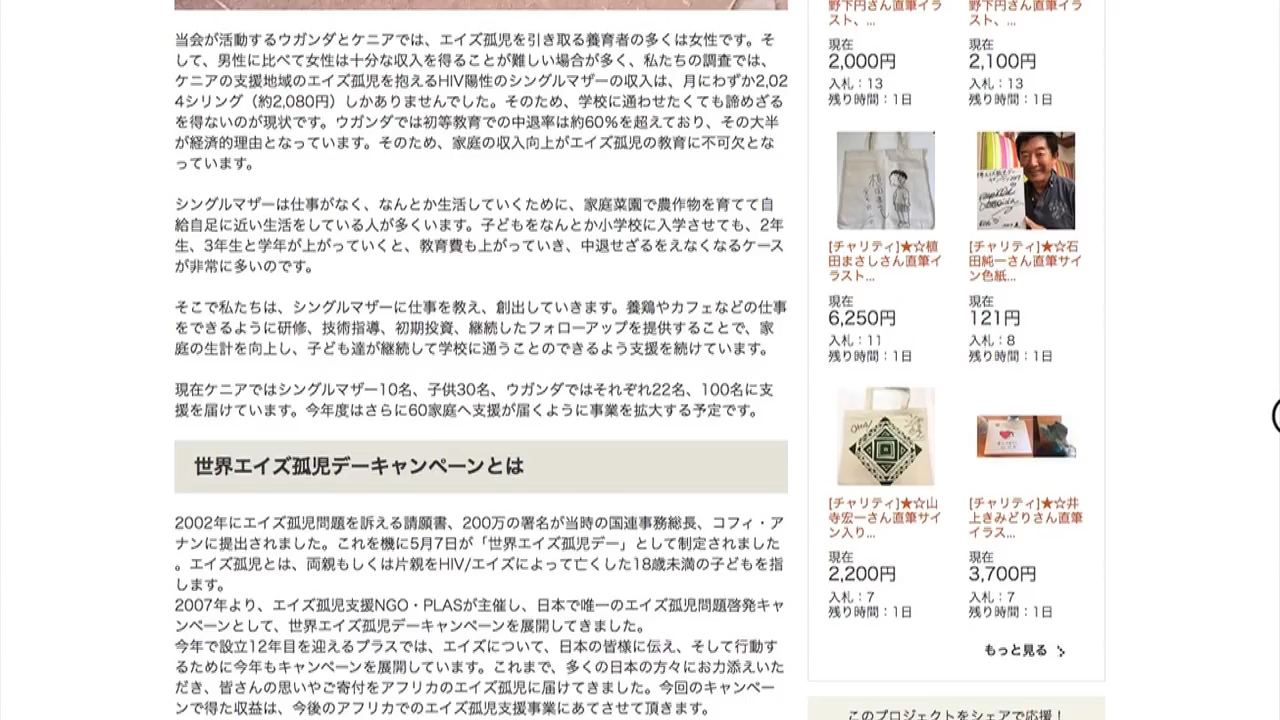 当会が活動するウガンダとケニアでは、エイズ孤児を引き取る養育者の多くは女性です。そ
して、男性に比べて女性は十分な収入を得ることが難しい場合が多く、私たちの調査では、
ケニアの支援地域のエイズ孤児を抱えるHIV陽性のシングルマザーの収入は、月にわずか2,02
4シリング（約2,080円）しかありませんでした。そのため、学校に通わせたくても諦めざる
を得ないのが現状です。ウガンダでは初等教育での中退率は約60%を超えており、その大半
が経済的理由となっています。そのため、家庭の収入向上がエイズ孤児の教育に不可欠とな
っています。
シングルマザーは仕事がなく、なんとか生活していくために、家庭菜園で農作物を育てて自
給自足に近い生活をしている人が多くいます。子どもをなんとか小学校に入学させても、2年
生、3年生と学年が上がっていくと、教育費も上がっていき、中退せざるをえなくなるケース
が非常に多いのです。
そこで私たちは、シングルマザーに仕事を教え、創出していきます。養鶏やカフェなどの仕事
をできるように研修、技術指導、初期投資、継続したフォローアップを提供することで、家
庭の生計を向上し、子ども達が継続して学校に通うことのできるよう支援を続けています。
現在ケニアではシングルマザー10名、子供30名、ウガンダではそれぞれ22名、100名に支
援を届けています。今年度はさらに60家庭へ支援が届くように事業を拡大する予定です。
世界エイズ孤児デーキャンペーンとは
2002年にエイズ孤児問題を訴える請願書、200万の署名が当時の国連事務総長、コフィ・ア
ナンに提出されました。これを機に5月7日が「世界エイズ孤児デー」として制定されました
。エイズ孤児とは、両親もしくは片親をHIV/エイズによって亡くした18歳未満の子どもを指
します。
2007年より、エイズ孤児支援NGO・PLASが主催し、日本で唯一のエイズ孤児問題啓発キャ
ンペーンとして、世界エイズ孤児デーキャンペーンを展開してきました。
今年で設立12年目を迎えるプラスでは、エイズについて、日本の皆様に伝え、そして行動す
るために今年もキャンペーンを展開しています。これまで、多くの日本の方々にお力添えいた
だき、皆さんの思いやご寄付をアフリカのエイズ孤児に届けてきました。今回のキャンペー
ンで得た収益は、今後のアフリカでのエイズ孤児支援事業にあてさせて頂きます。
野下円さん直筆イラ
スト、...
現在
2,000円
入札：13
残り時間：1日
野下円さん直筆イラ
スト、...
現在
2,100円
入札：13
残り時間：1日
[チャリティ]★☆植
田まさしさん直筆イ
ラスト...
現在
6,250円
入札：11
残り時間：1日
[チャリティ]★☆石
田純一さん直筆サイ
ン色紙...
現在
121円
入札：8
残り時間：1日
[チャリティ]★☆山
寺宏一さん直筆サイ
ン入り...
現在
2,200円
入札：7
残り時間：1日
[チャリティ]★☆井
上きみどりさん直筆
イラス...
現在
3,700円
入札：7
残り時間：1日
もっと見る
このプロジェクトをシェアで応援！